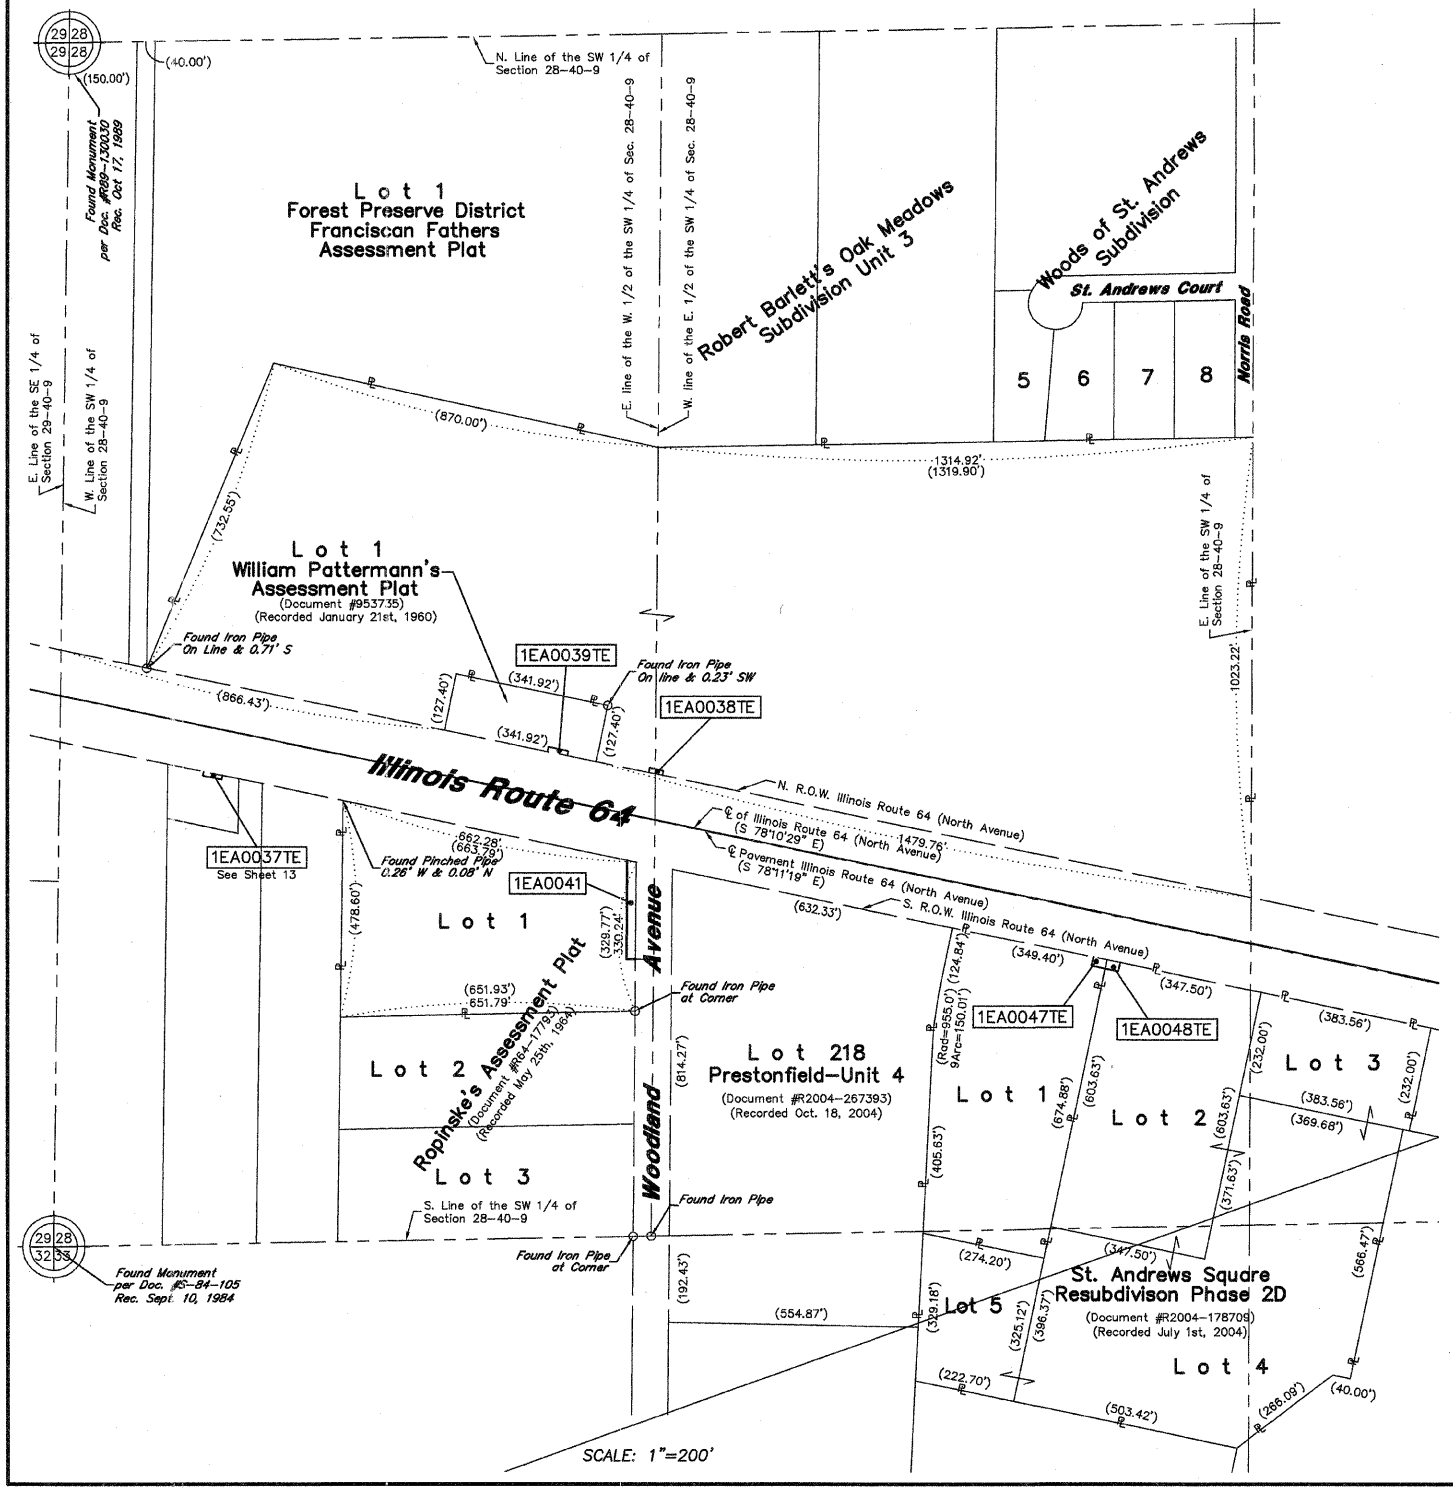 29 28
29 28
(40.00')
(150.00')
Found Monument
per Doc. #R89-130030
Rec. Oct 17, 1989
N. Line of the SW 1/4 of
Section 28-40-9
E. line of the W. 1/2 of the SW 1/4 of Sec. 28-40-9
W. line of the E. 1/2 of the SW 1/4 of Sec. 28-40-9
Lot 1
Forest Preserve District
Franciscan Fathers
Assessment Plat
Robert Barlett's Oak Meadows
Subdivision Unit 3
Woods of St. Andrews
Subdivision
St. Andrews Court
Norris Road
5
6
7
8
E. Line of the SE 1/4 of
Section 29-40-9
W. Line of the SW 1/4 of
Section 28-40-9
(870.00')
1314.92'
(1319.90')
(732.55')
E. Line of the SW 1/4 of
Section 28-40-9
Lot 1
William Pattermann's
Assessment Plat
(Document #953735)
(Recorded January 21st, 1960)
Found Iron Pipe
On Line & 0.71' S
1EA0039TE
Found Iron Pipe
On line & 0.23' SW
1EA0038TE
1023.22'
(866.43')
(127.40')
(341.92')
(341.92')
(127.40')
Illinois Route 64
N. R.O.W. Illinois Route 64 (North Avenue)
℄ of Illinois Route 64 (North Avenue)
(S 78°10'29" E)
1479.76'
℄ Pavement Illinois Route 64 (North Avenue)
(S 78°11'19" E)
S. R.O.W. Illinois Route 64 (North Avenue)
1EA0037TE
See Sheet 13
662.28'
(663.79')
Found Pinched Pipe
0.26' W & 0.08' N
1EA0041
(478.60')
Lot 1
(329.77')
330.24'
(651.93')
651.79'
Avenue
Woodland
(632.33')
(349.40')
(347.50')
(383.56')
Found Iron Pipe
at Corner
1EA0047TE
1EA0048TE
(124.84')
(Rad=955.0')
9Arc=150.01')
Lot 2
Ropinske's Assessment Plat
(Document #R64-17793)
(Recorded May 25th, 1964)
Lot 3
(814.27')
Lot 218
Prestonfield-Unit 4
(Document #R2004-267393)
(Recorded Oct. 18, 2004)
Lot 1
(674.88')
(603.63')
Lot 2
(232.00')
(603.63')
Lot 3
(232.00')
(383.56')
(369.68')
(405.63')
(371.63')
S. Line of the SW 1/4 of
Section 28-40-9
Found Iron Pipe
29 28
32 33
Found Monument
per Doc. #S-84-105
Rec. Sept 10, 1984
Found Iron Pipe
at Corner
(192.43')
(554.87')
(274.20')
(347.50')
(566.47')
(329.18')
Lot 5
(325.12')
(396.37')
St. Andrews Square
Resubdivison Phase 2D
(Document #R2004-178709)
(Recorded July 1st, 2004)
Lot 4
(222.70')
(503.42')
(266.09')
(40.00')
SCALE: 1"=200'